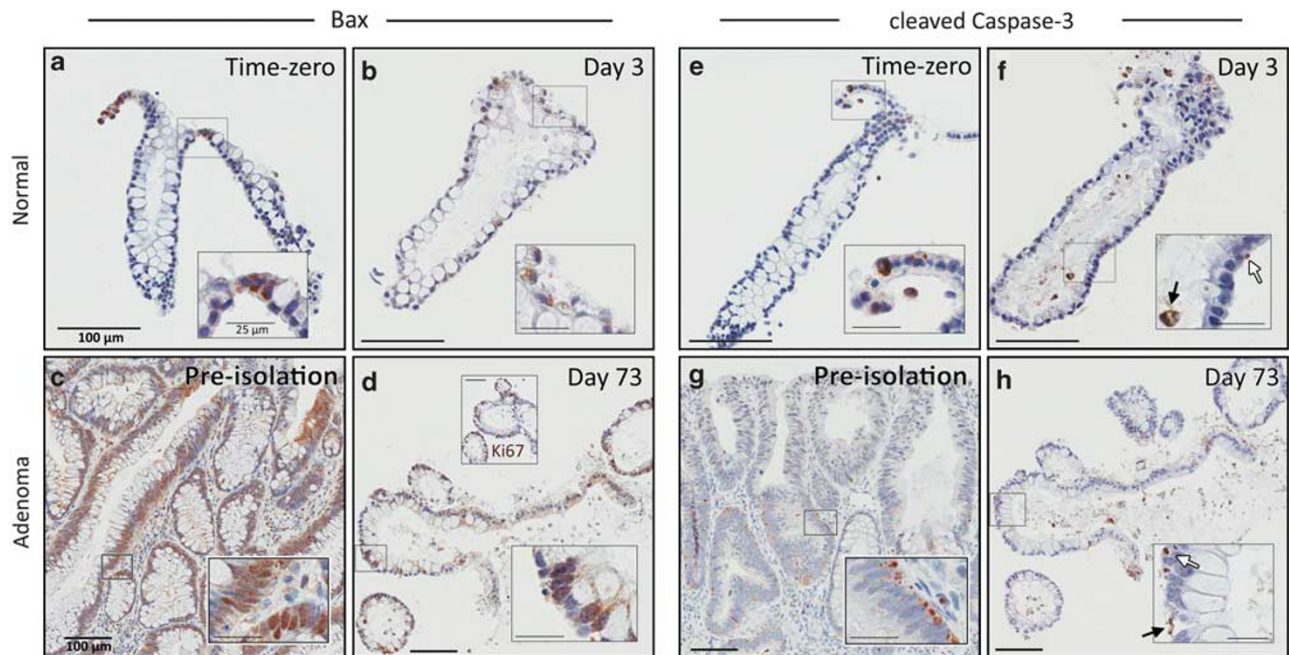 Bax
cleaved Caspase-3
Normal
a
Time-zero
100 µm
25 µm
b
Day 3
e
Time-zero
f
Day 3
Adenoma
c
Pre-isolation
100 µm
d
Day 73
Ki67
g
Pre-isolation
h
Day 73